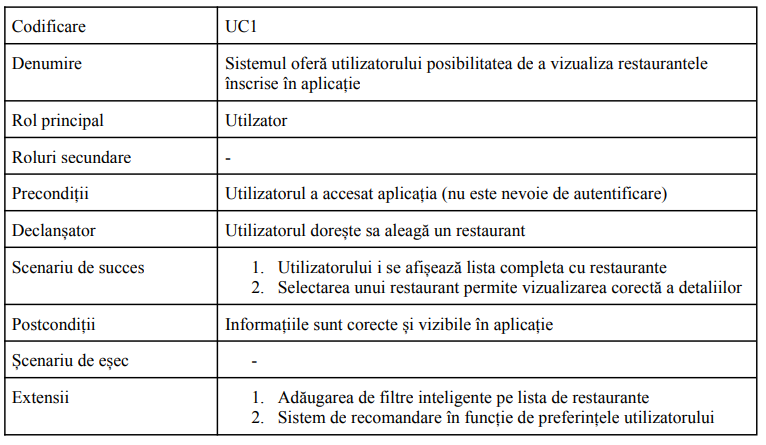 Codificare UC1
Denumire Sistemul oferă utilizatorului posibilitatea de a vizualiza restaurantele
înscrise în aplicație
Rol principal Utilzator
Roluri secundare -
Precondiții Utilizatorul a accesat aplicația (nu este nevoie de autentificare)
Declanșator Utilizatorul dorește sa aleagă un restaurant
Scenariu de succes 1. Utilizatorului i se afișează lista completa cu restaurante
2. Selectarea unui restaurant permite vizualizarea corectă a detaliilor
Postcondiții Informațiile sunt corecte și vizibile în aplicație
Șcenariu de eșec -
Extensii 1. Adăugarea de filtre inteligente pe lista de restaurante
2. Sistem de recomandare în funcție de preferințele utilizatorului